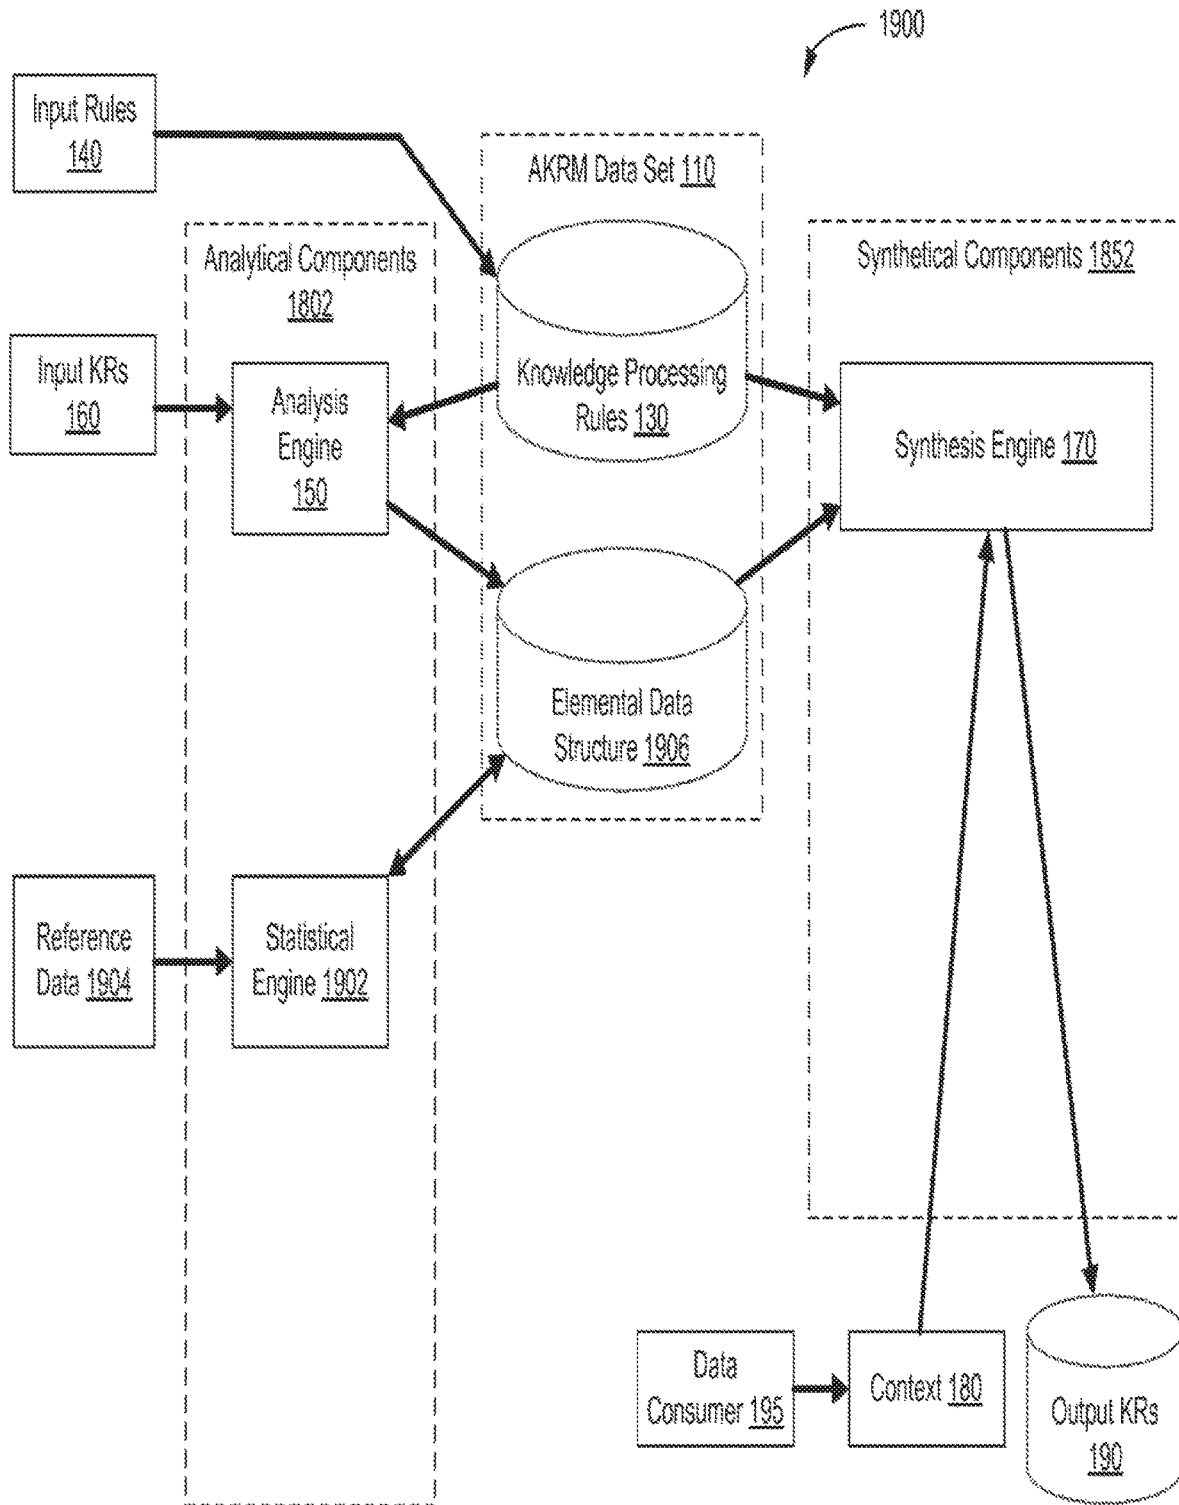 1900
Input Rules
140
AKRM Data Set 110
Analytical Components
1802
Synthetical Components 1852
Input KRs
160
Analysis
Engine
150
Knowledge Processing
Rules 130
Synthesis Engine 170
Elemental Data
Structure 1906
Reference
Data 1904
Statistical
Engine 1902
Data
Consumer 195
Context 180
Output KRs
190